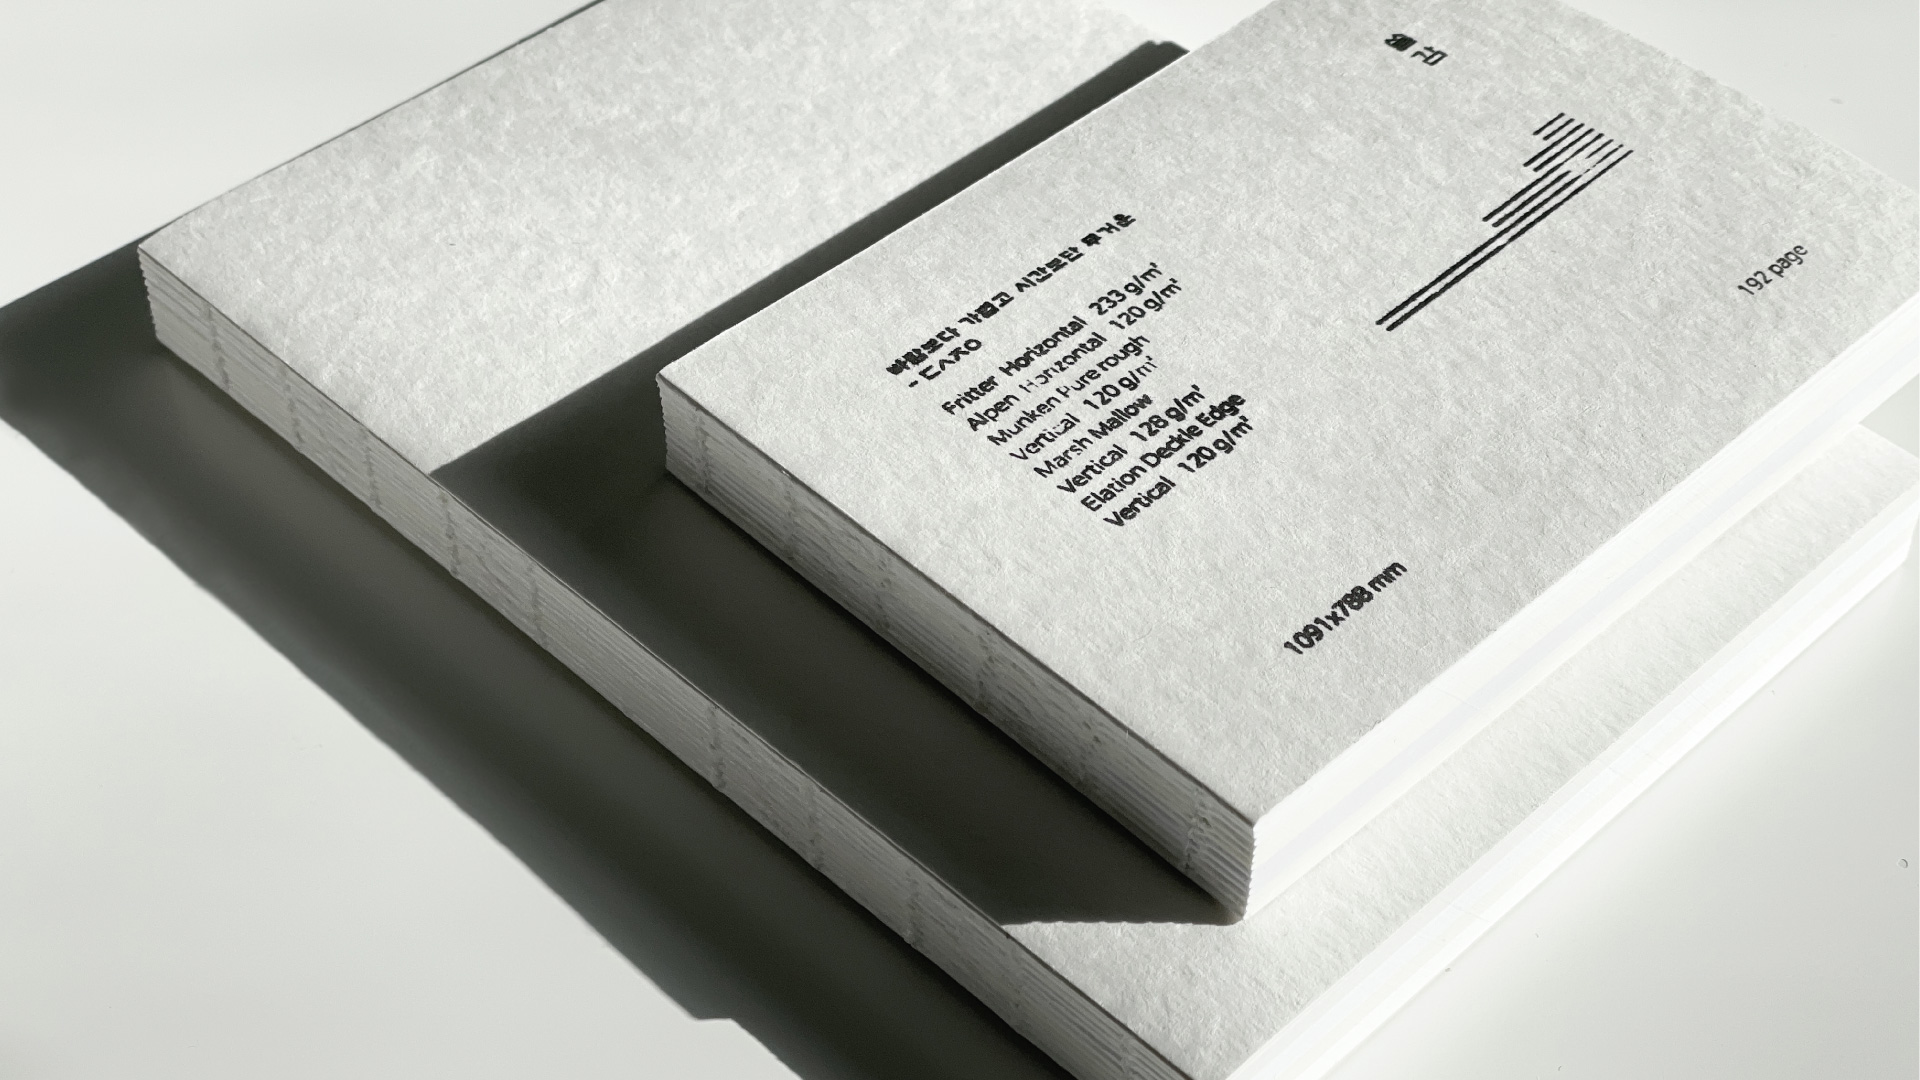 바람보다 가볍고 시간보단 무거운
Fritter Horizontal 233 g/m²
Alpen Horizontal 120 g/m²
Munken Pure rough
Vertical 120 g/m²
Marsh Mallow
Vertical 128 g/m²
Elation Deckle Edge
Vertical 120 g/m²
1091x788 mm
192 page